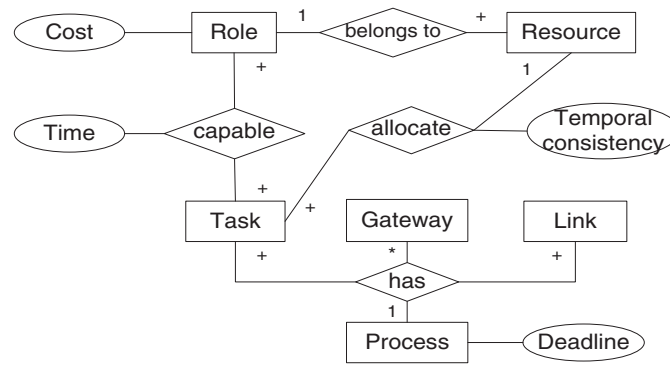 Cost
Role
1
belongs to
+
Resource
+
1
Time
capable
allocate
Temporal
consistency
+
+
Task
Gateway
Link
+
*
+
has
1
Process
Deadline